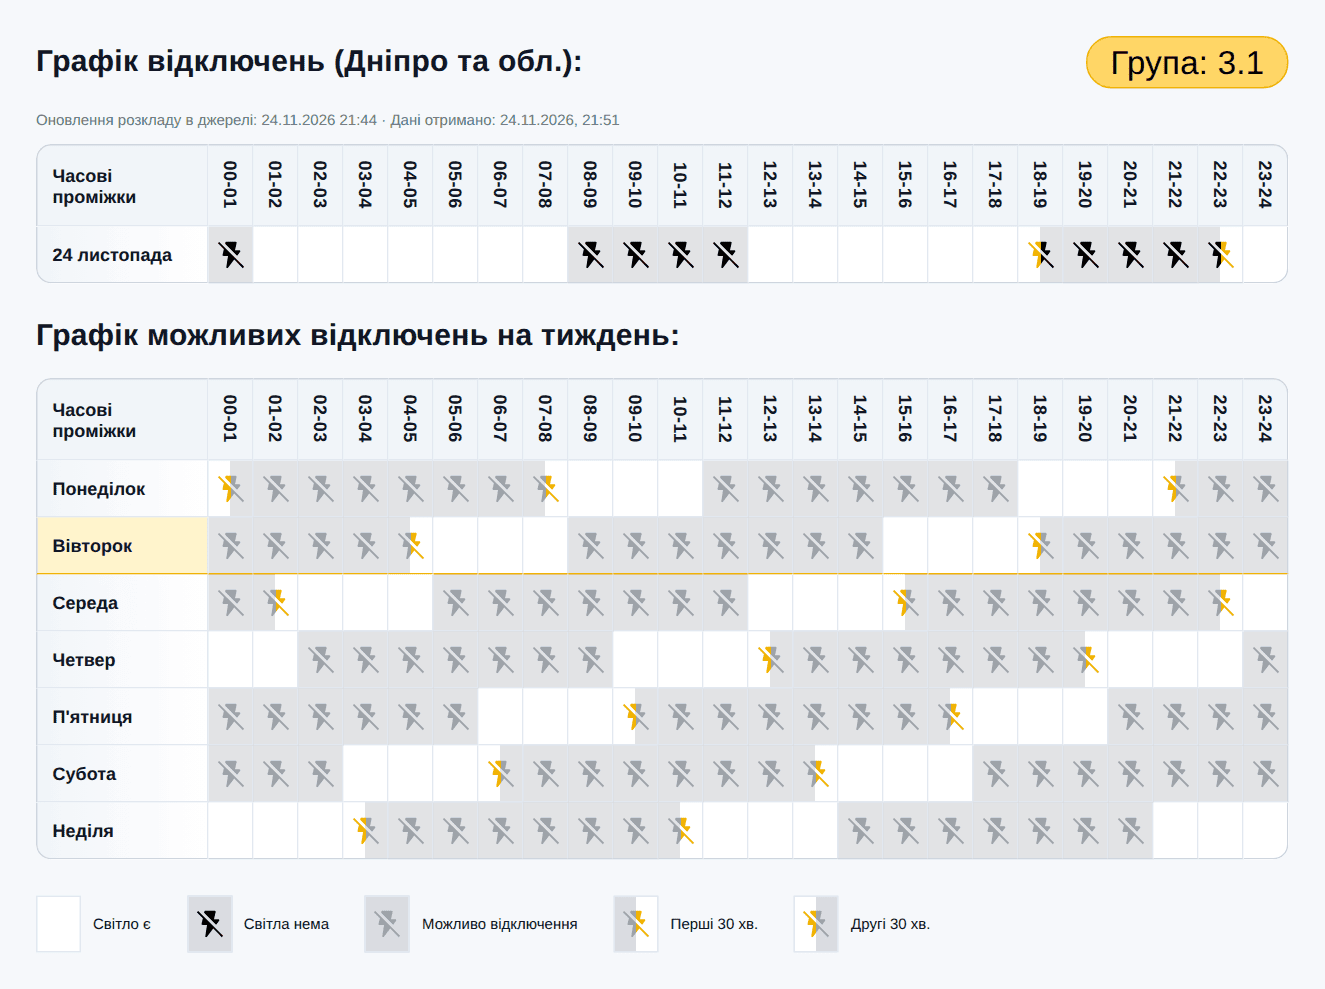 Графік відключень (Дніпро та обл.):
Група: 3.1
Оновлення розкладу в джерелі: 24.11.2026 21:44 · Дані отримано: 24.11.2026, 21:51
Часові проміжки 00-01 01-02 02-03 03-04 04-05 05-06 06-07 07-08 08-09 09-10 10-11 11-12 12-13 13-14 14-15 15-16 16-17 17-18 18-19 19-20 20-21 21-22 22-23 23-24
24 листопада
Графік можливих відключень на тиждень:
Часові проміжки 00-01 01-02 02-03 03-04 04-05 05-06 06-07 07-08 08-09 09-10 10-11 11-12 12-13 13-14 14-15 15-16 16-17 17-18 18-19 19-20 20-21 21-22 22-23 23-24
Понеділок
Вівторок
Середа
Четвер
П'ятниця
Субота
Неділя
Світло є Світла нема Можливо відключення Перші 30 хв. Другі 30 хв.